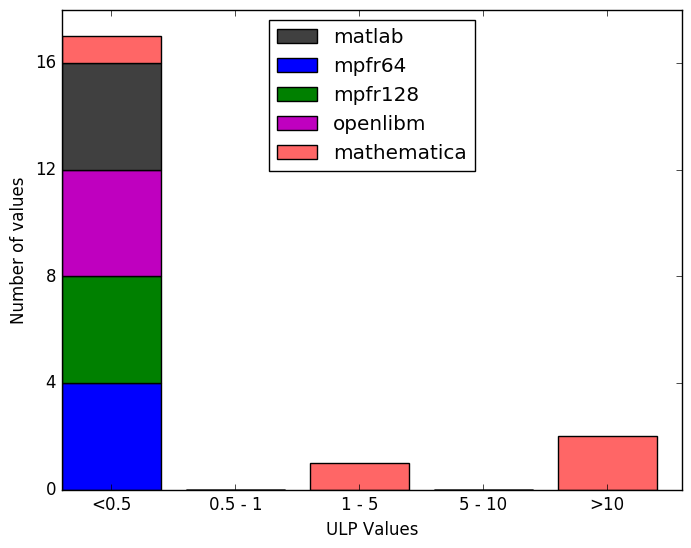 matlab
mpfr64
mpfr128
openlibm
mathematica
16
12
8
4
0
Number of values
<0.5
0.5 - 1
1 - 5
5 - 10
>10
ULP Values